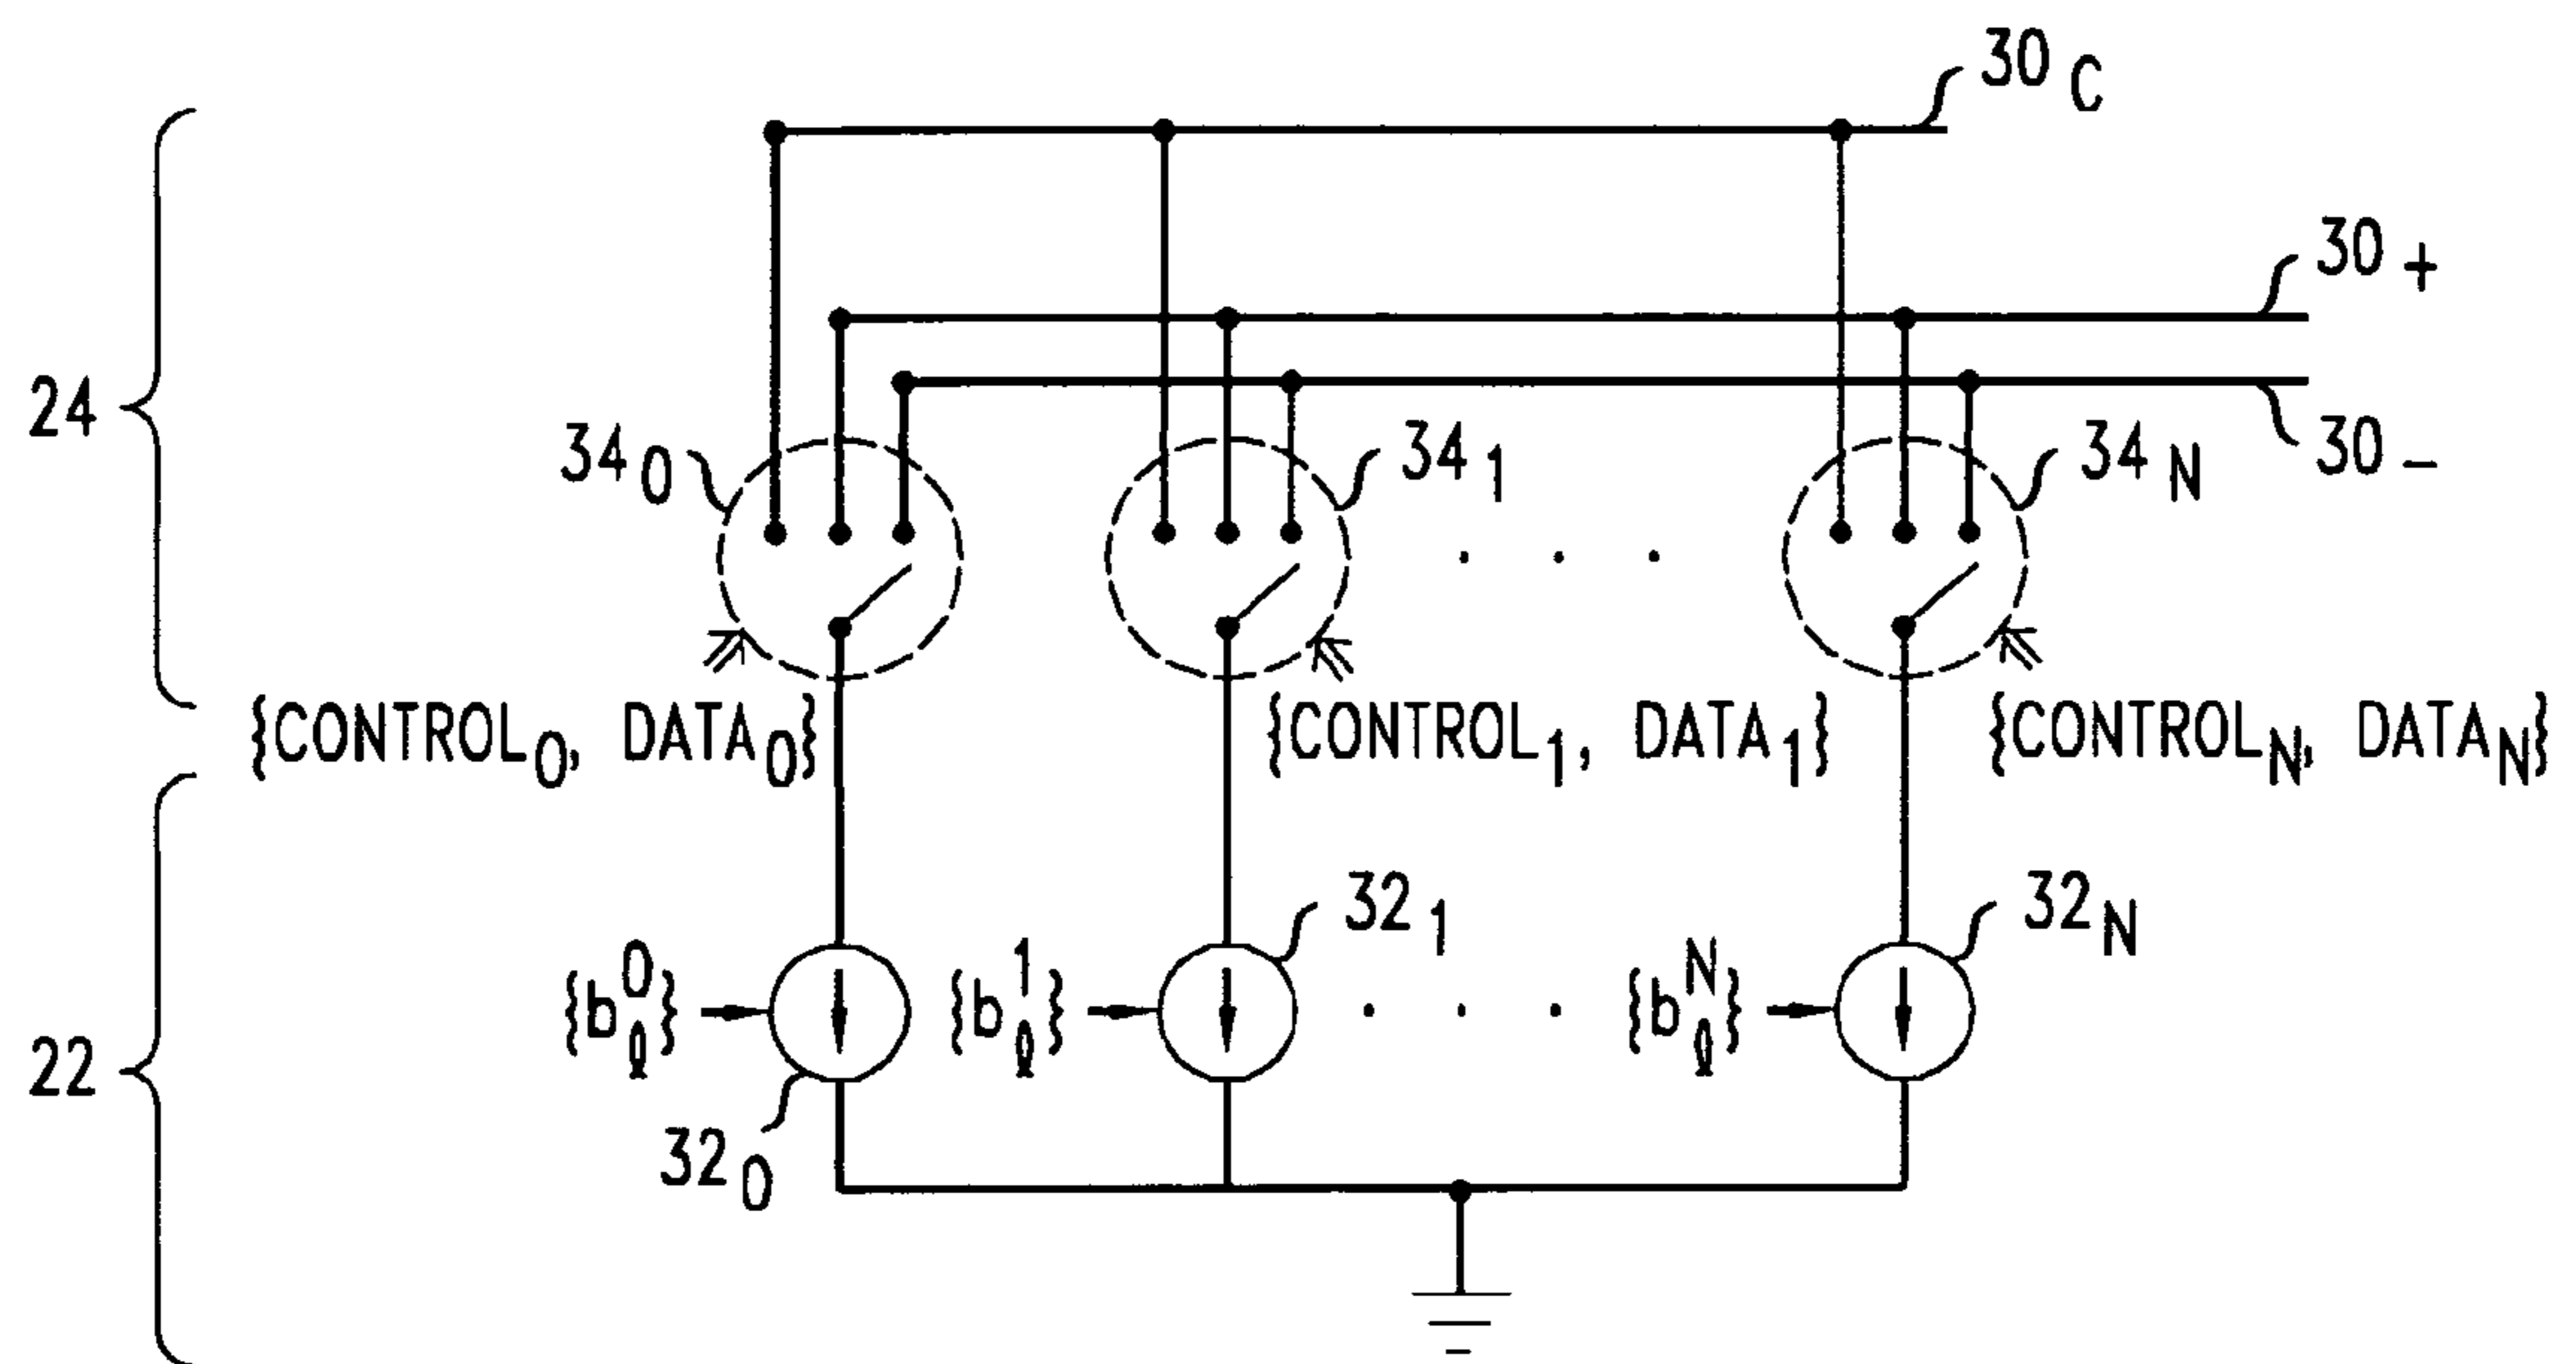 30 C
30 +
24
30 −
34 0
34 1
34 N
{CONTROL0, DATA0}
{CONTROL1, DATA1}
{CONTROLN, DATAN}
32 1
32 N
{b0ℓ}
{b1ℓ}
{bNℓ}
22
32 0